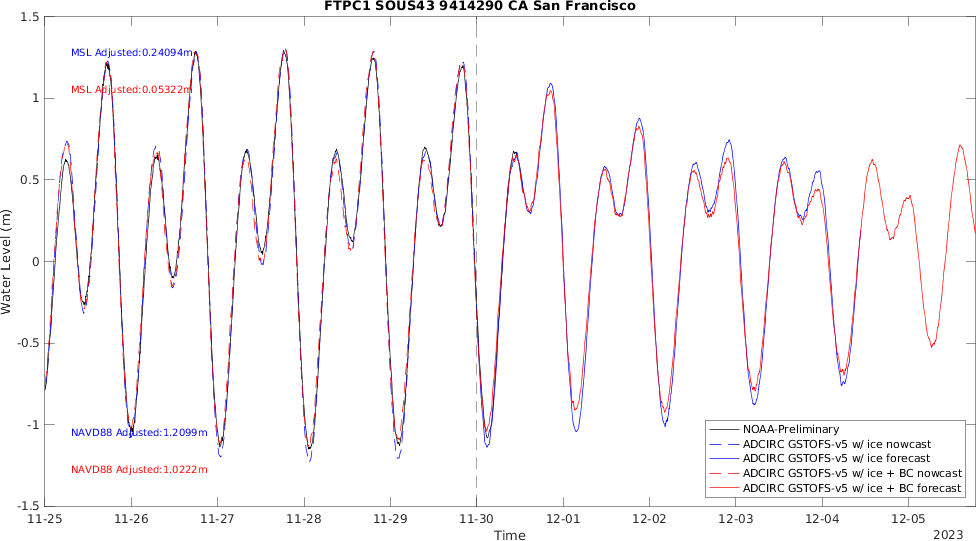 FTPC1 SOUS43 9414290 CA San Francisco
1.5
1
0.5
0
-0.5
-1
-1.5
Water Level (m)
MSL Adjusted:0.24094m
MSL Adjusted:0.05322m
NAVD88 Adjusted:1.2099m
NAVD88 Adjusted:1.0222m
NOAA-Preliminary
ADCIRC GSTOFS-v5 w/ ice nowcast
ADCIRC GSTOFS-v5 w/ ice forecast
ADCIRC GSTOFS-v5 w/ ice + BC nowcast
ADCIRC GSTOFS-v5 w/ ice + BC forecast
11-25 11-26 11-27 11-28 11-29 11-30 12-01 12-02 12-03 12-04 12-05
Time
2023